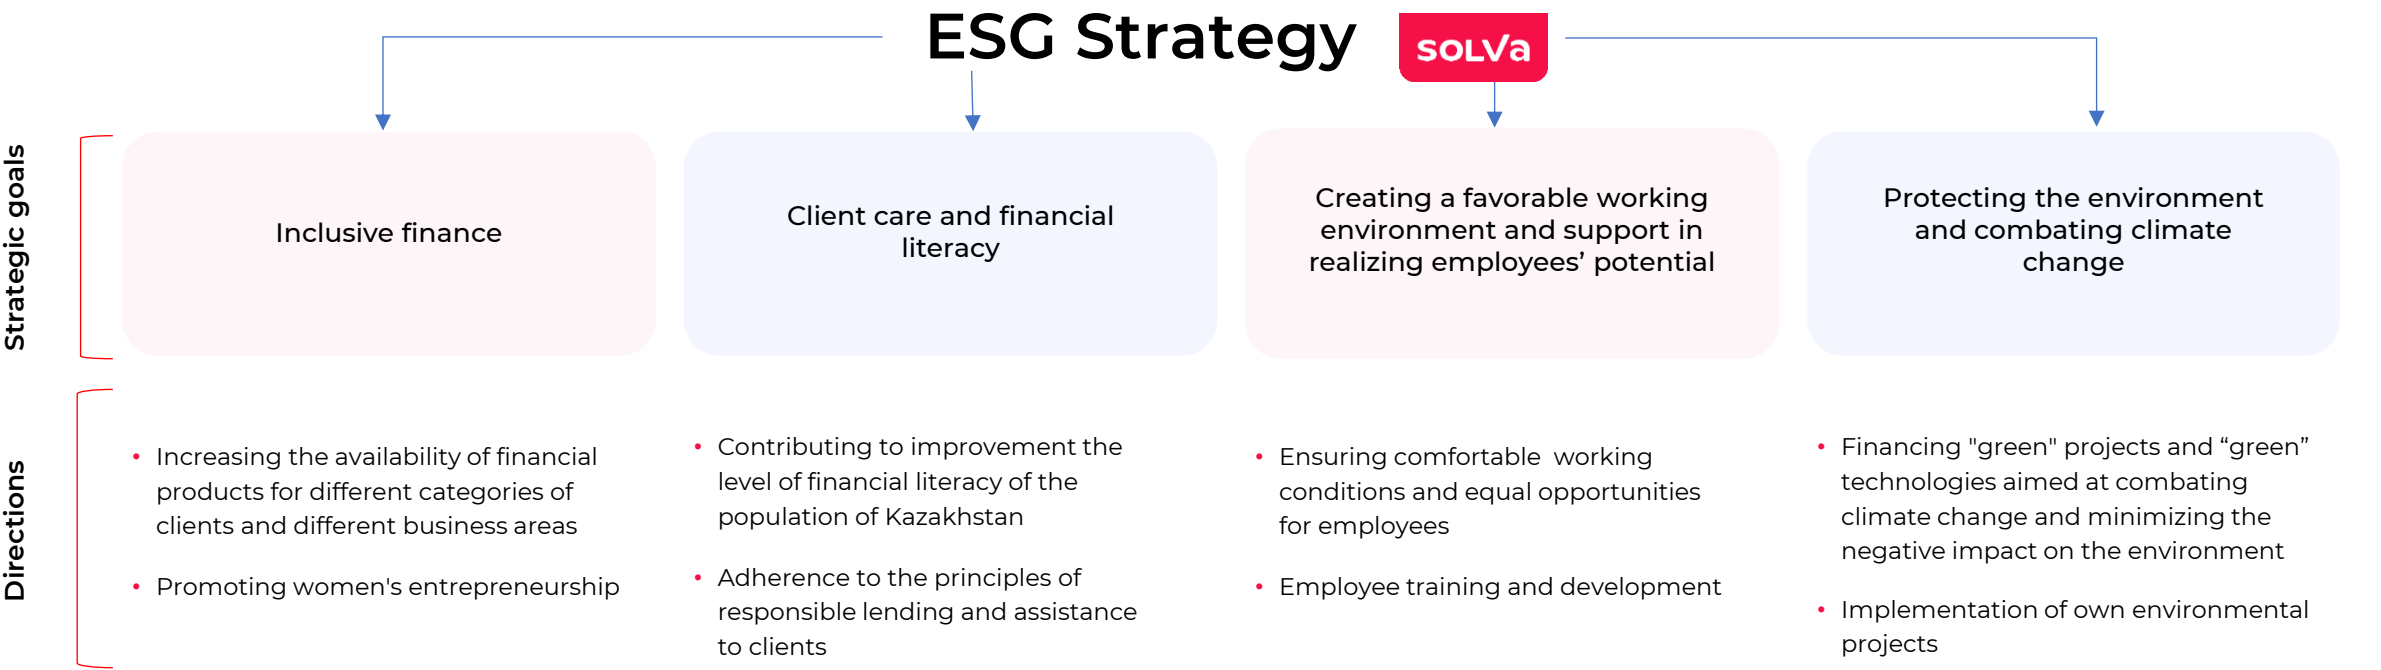 ESG Strategy
SOLVa
Strategic goals
Inclusive finance
Client care and financial
literacy
Creating a favorable working
environment and support in
realizing employees’ potential
Protecting the environment
and combating climate
change
Directions
• Increasing the availability of financial
products for different categories of
clients and different business areas
• Promoting women's entrepreneurship
• Contributing to improvement the
level of financial literacy of the
population of Kazakhstan
• Adherence to the principles of
responsible lending and assistance
to clients
• Ensuring comfortable  working
conditions and equal opportunities
for employees
• Employee training and development
• Financing "green" projects and “green”
technologies aimed at combating
climate change and minimizing the
negative impact on the environment
• Implementation of own environmental
projects